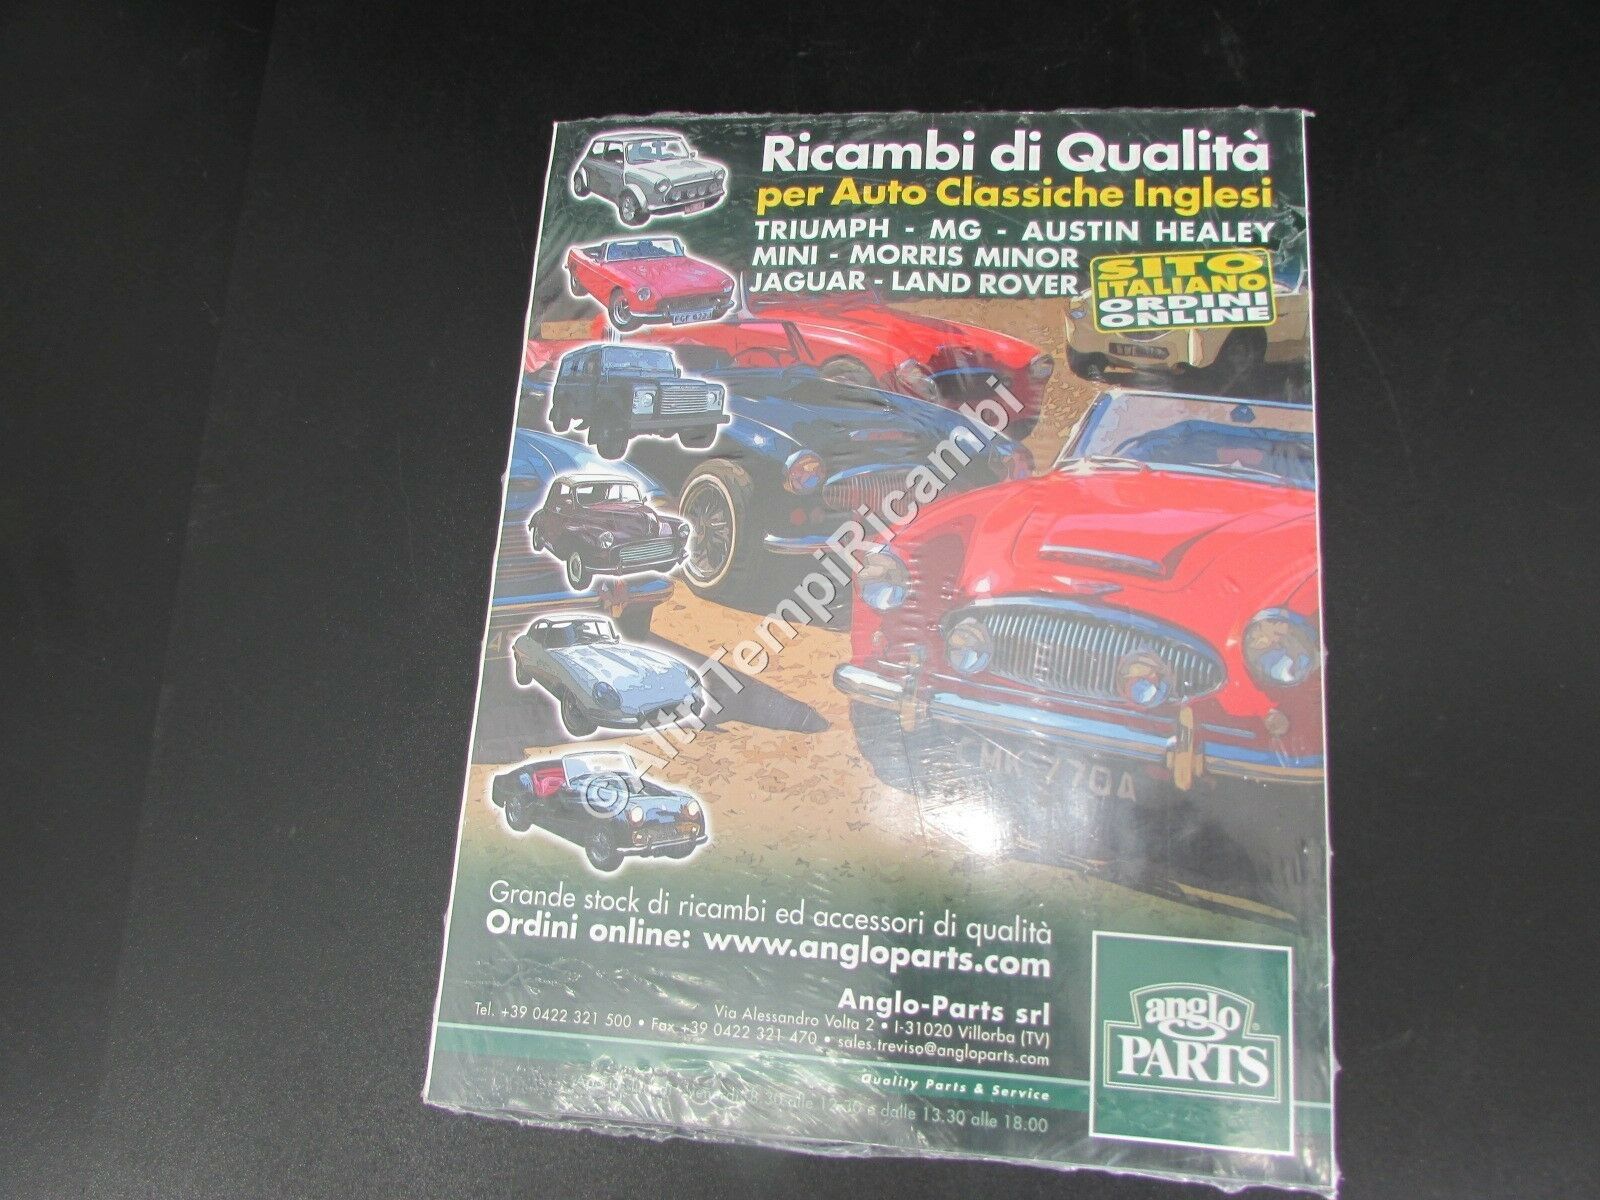 Ricambi di Qualità
per Auto Classiche Inglesi
TRIUMPH - MG - AUSTIN HEALEY
MINI - MORRIS MINOR
JAGUAR - LAND ROVER
SITO
ITALIANO
ORDINI
ONLINE
©AltriTempiRicambi
Grande stock di ricambi ed accessori di qualità
Ordini online: www.angloparts.com
Anglo-Parts srl
Via Alessandro Volta 2 • I-31020 Villorba (TV)
Tel. +39 0422 321 500 • Fax +39 0422 321 470 • sales.treviso@angloparts.com
Quality Parts & Service
8.30 alle 12.30 e dalle 13.30 alle 18.00
anglo
PARTS
®